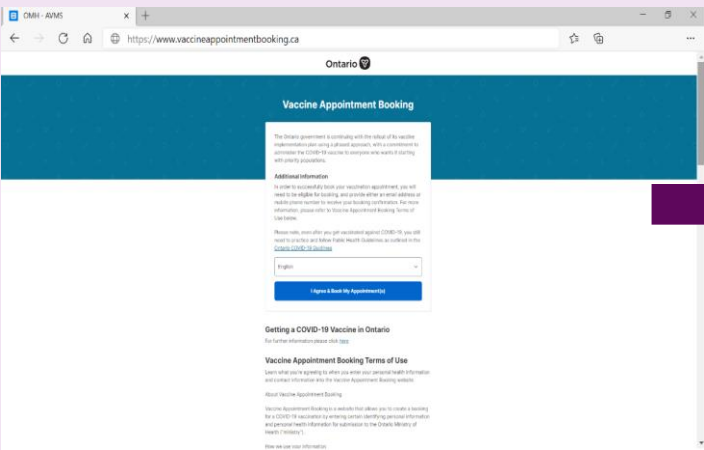 OMH - AVMS
https://www.vaccineappointmentbooking.ca
Ontario
Vaccine Appointment Booking
The Ontario government is continuing with the rollout of its vaccine
implementation plan using a phased approach, with a commitment to
administer the COVID-19 vaccine to everyone who wants it starting
with priority populations.
Additional Information
In order to successfully book your vaccination appointment, you will
need to be eligible for booking, and provide either an email address or
mobile phone number to receive your booking confirmation. For more
information, please refer to Vaccine Appointment Booking Terms of
Use below.
Please note, even after you get vaccinated against COVID-19, you still
need to practice and follow Public Health Guidelines as outlined in the
Ontario COVID-19 Guidelines
English
I Agree & Book My Appointment(s)
Getting a COVID-19 Vaccine in Ontario
For further information please click here
Vaccine Appointment Booking Terms of Use
Learn what you're agreeing to when you enter your personal health information
and contact information into the Vaccine Appointment Booking website
About Vaccine Appointment Booking
Vaccine Appointment Booking is a website that allows you to create a booking
for a COVID-19 vaccination by entering certain identifying personal information
and personal health information for submission to the Ontario Ministry of
Health ("Ministry").
How we use your information